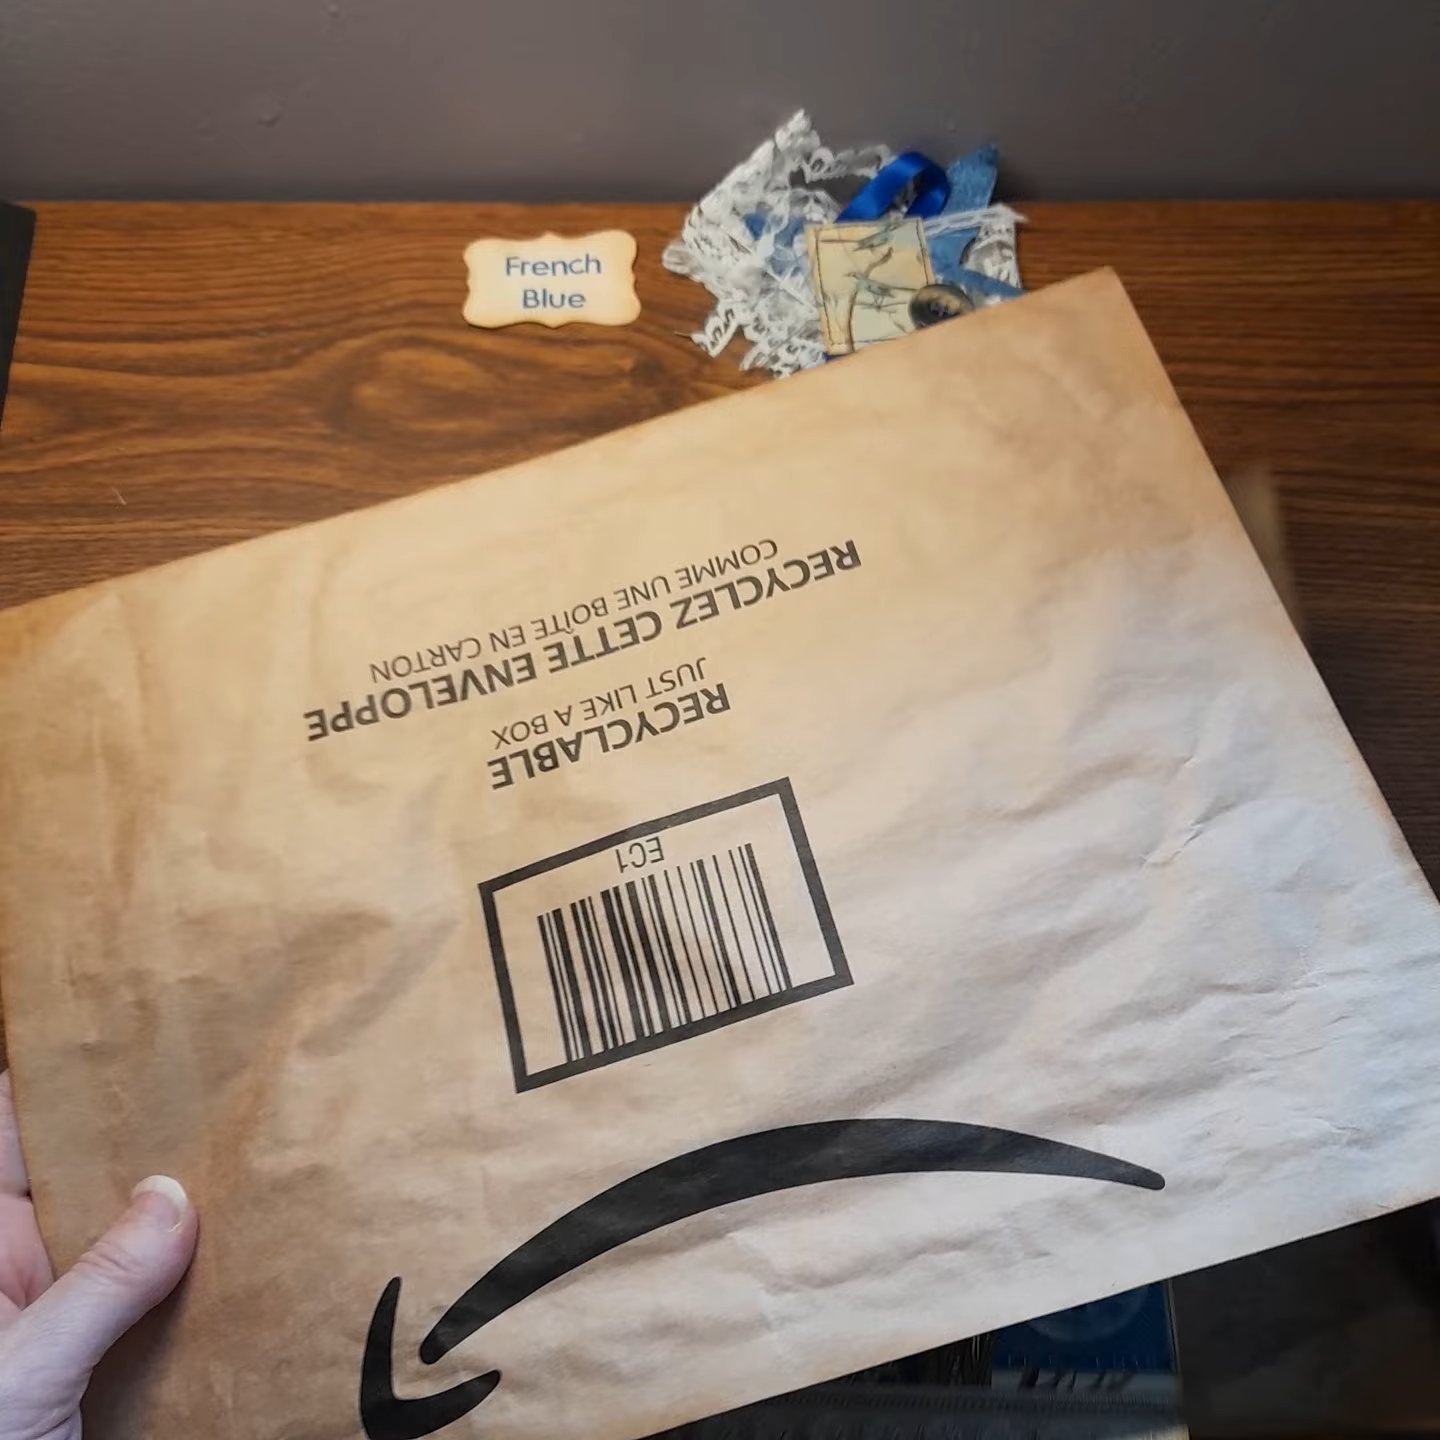 French
Blue
EC1
RECYCLABLE
JUST LIKE A BOX
RECYCLEZ CETTE ENVELOPPE
COMME UNE BOÎTE EN CARTON